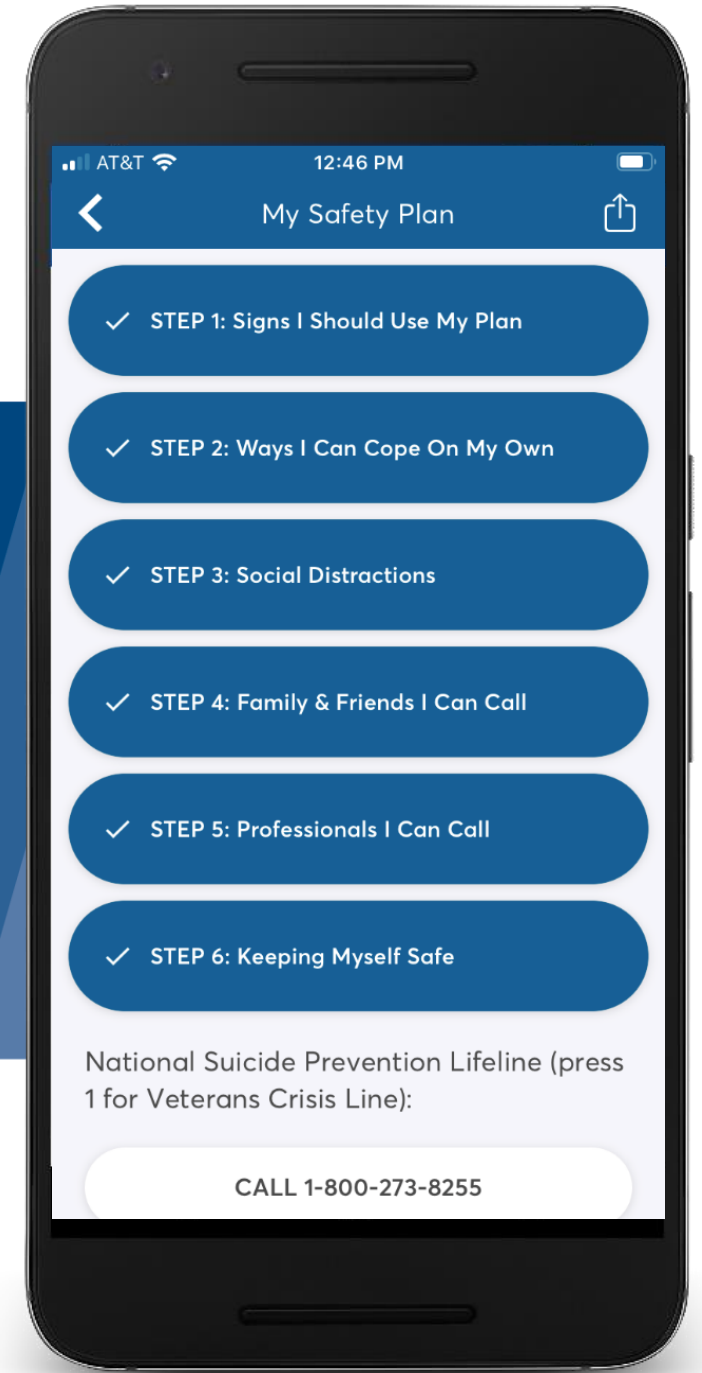 AT&T 12:46 PM
My Safety Plan
STEP 1: Signs I Should Use My Plan
STEP 2: Ways I Can Cope On My Own
STEP 3: Social Distractions
STEP 4: Family & Friends I Can Call
STEP 5: Professionals I Can Call
STEP 6: Keeping Myself Safe
National Suicide Prevention Lifeline (press
1 for Veterans Crisis Line):
CALL 1-800-273-8255